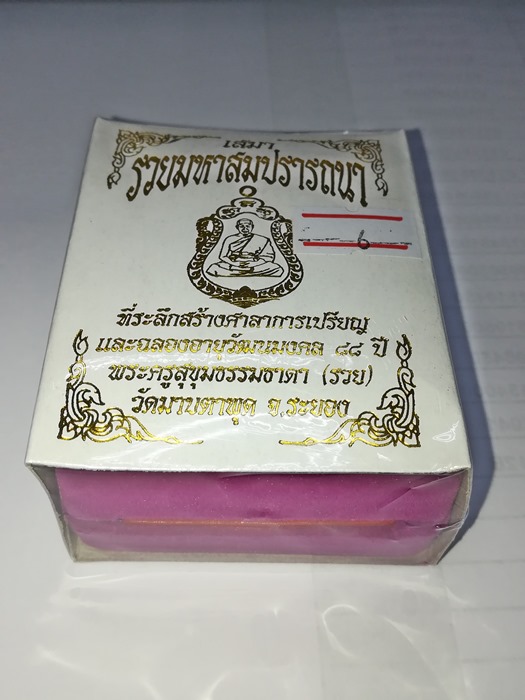 เสมา
รวยมหาสมปรารถนา
6
ที่ระลึกสร้างศาลาการเปรียญ
และฉลองอายุวัฒนมงคล ๘๘ ปี
พระครูสุขุมธรรมธาดา (รวย)
วัดมาบตาพุด จ.ระยอง